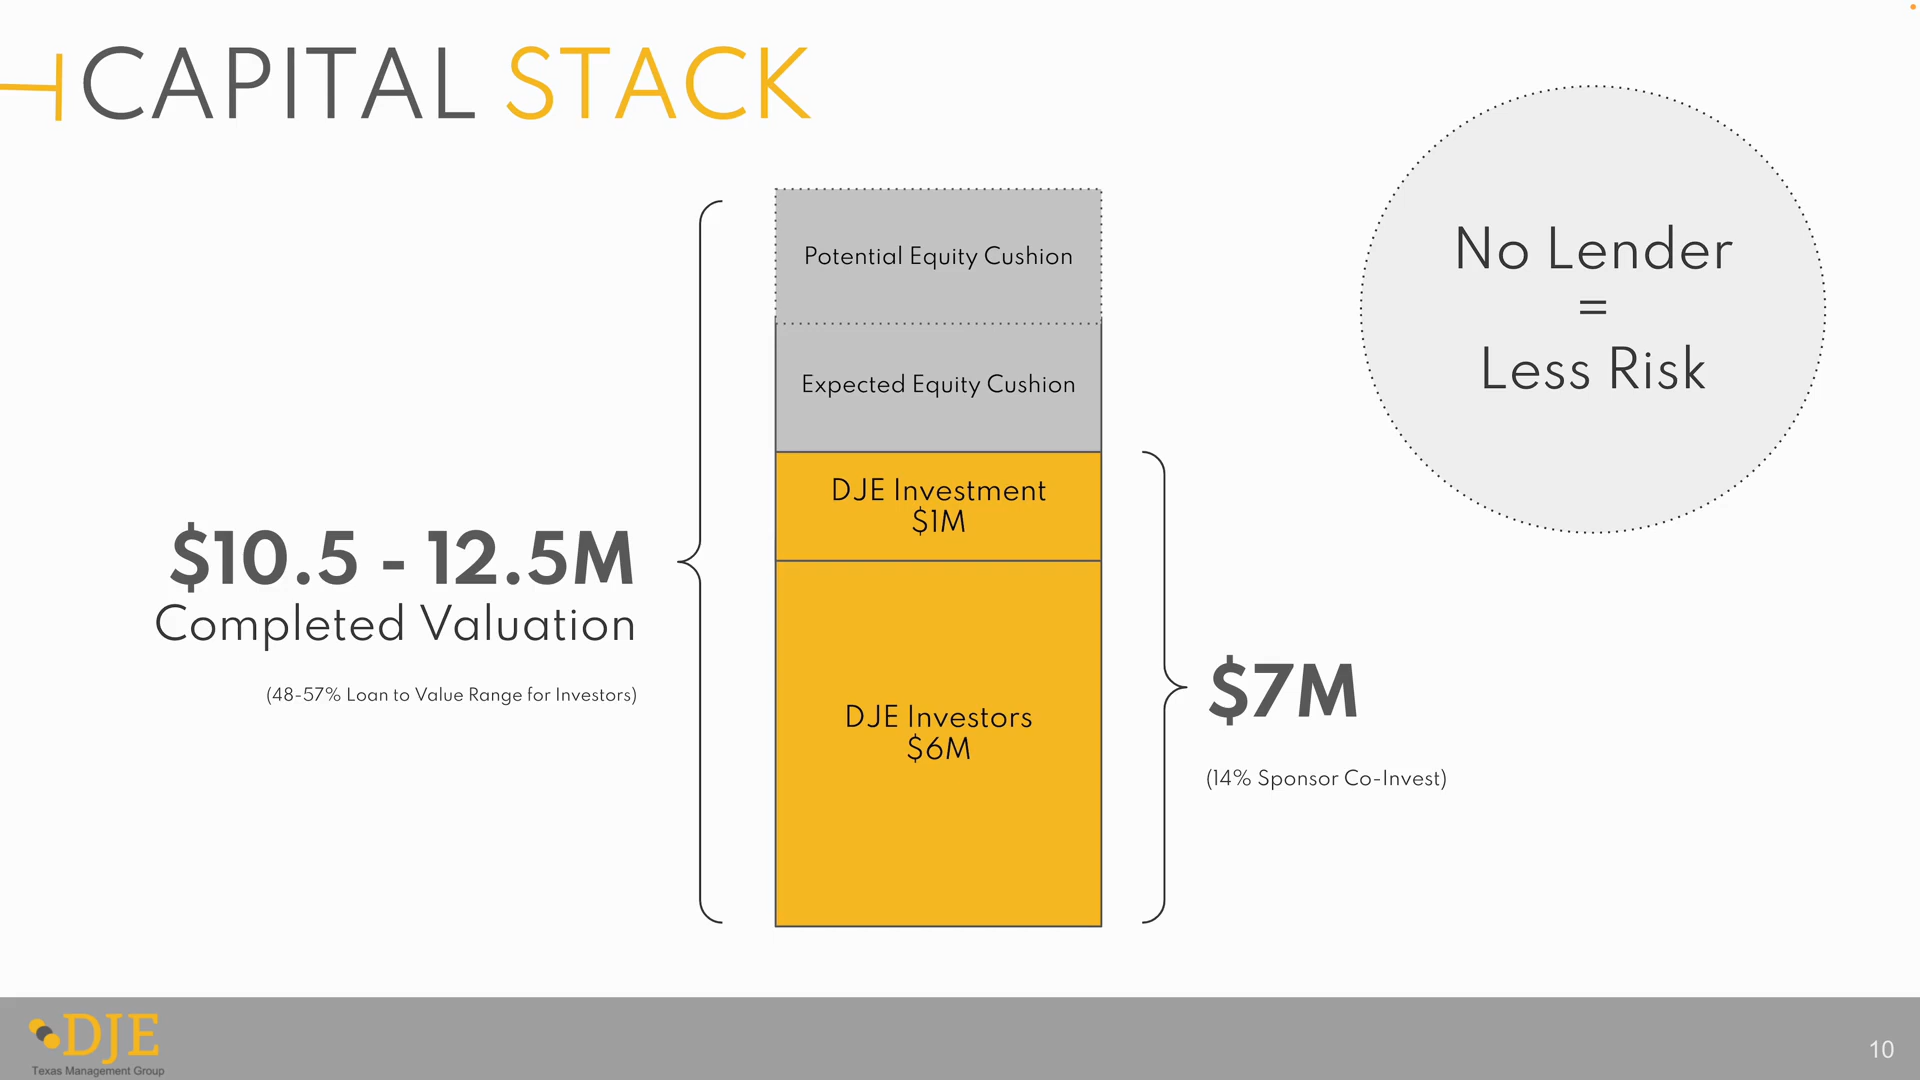 CAPITAL STACK
Potential Equity Cushion
Expected Equity Cushion
DJE Investment
$1M
DJE Investors
$6M
$10.5 - 12.5M
Completed Valuation
(48-57% Loan to Value Range for Investors)
$7M
(14% Sponsor Co-Invest)
No Lender
=
Less Risk
DJE
Texas Management Group
10